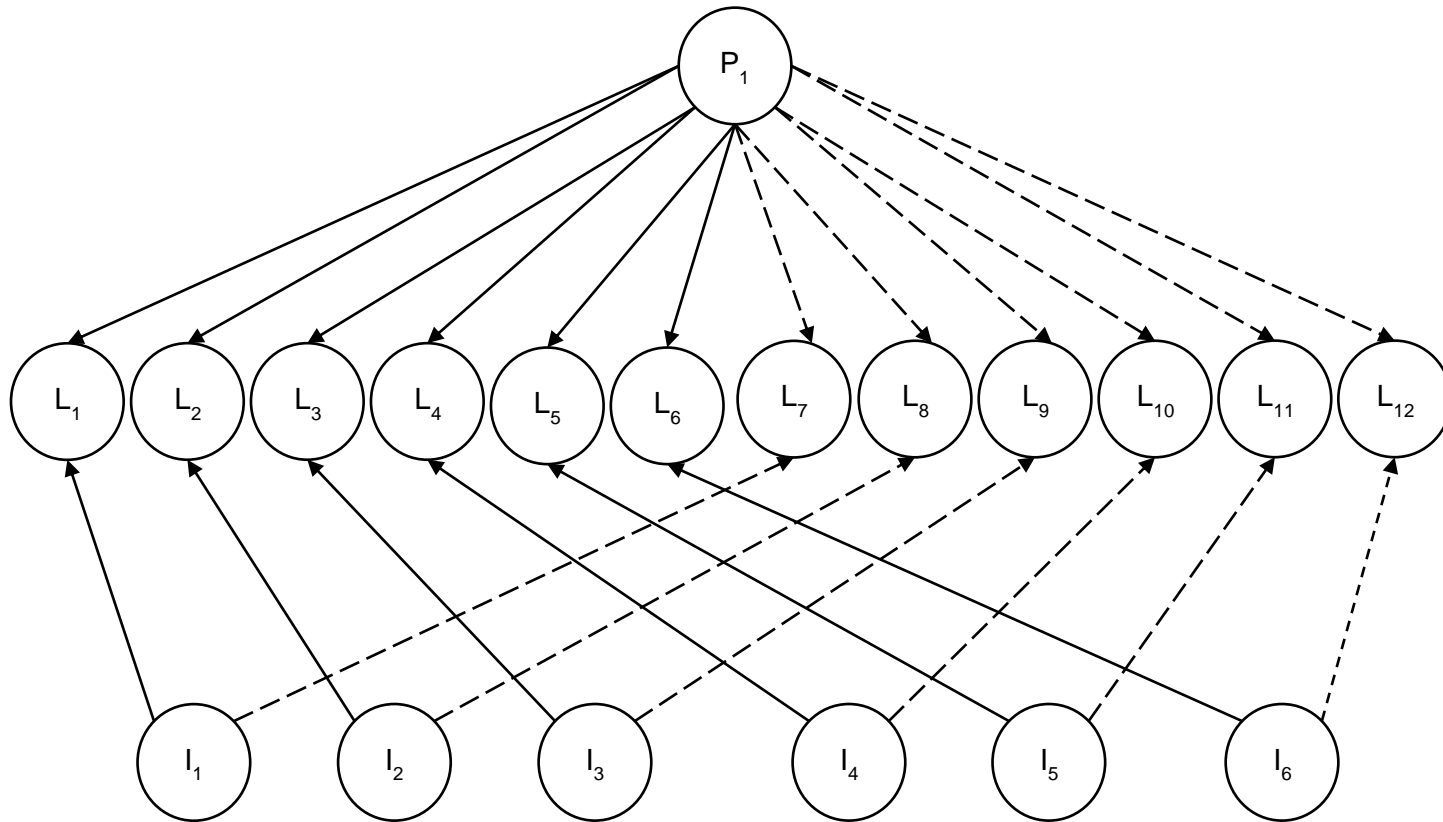 P₁
L₁ L₂ L₃ L₄ L₅ L₆ L₇ L₈ L₉ L₁₀ L₁₁ L₁₂
I₁ I₂ I₃ I₄ I₅ I₆